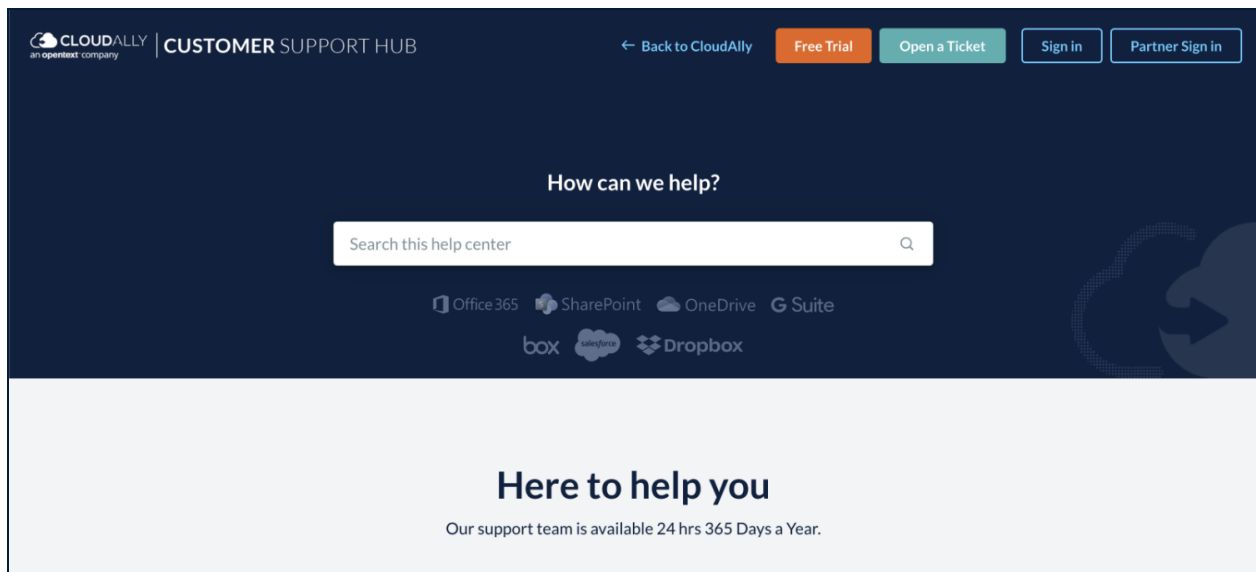 CLOUDALLY
an opentext company
CUSTOMER SUPPORT HUB
← Back to CloudAlly
Free Trial
Open a Ticket
Sign in
Partner Sign in
How can we help?
Search this help center
Office 365 SharePoint OneDrive G Suite
box salesforce Dropbox
Here to help you
Our support team is available 24 hrs 365 Days a Year.